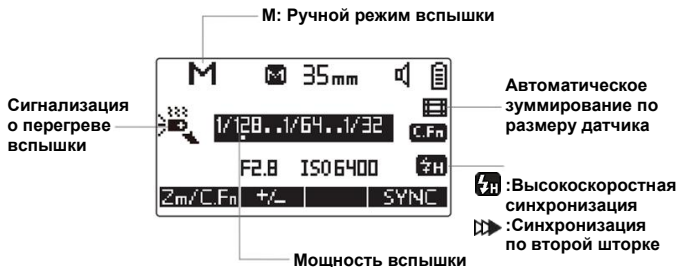 М: Ручной режим вспышки
M M 35mm
Сигнализация
о перегреве
вспышки
1/128..1/64..1/32
C.Fn
F2.8 ISO6400
H
Zm/C.Fn +/- SYNC
Автоматическое
зуммирование по
размеру датчика
H :Высокоскоростная
синхронизация
:Синхронизация
по второй шторке
Мощность вспышки